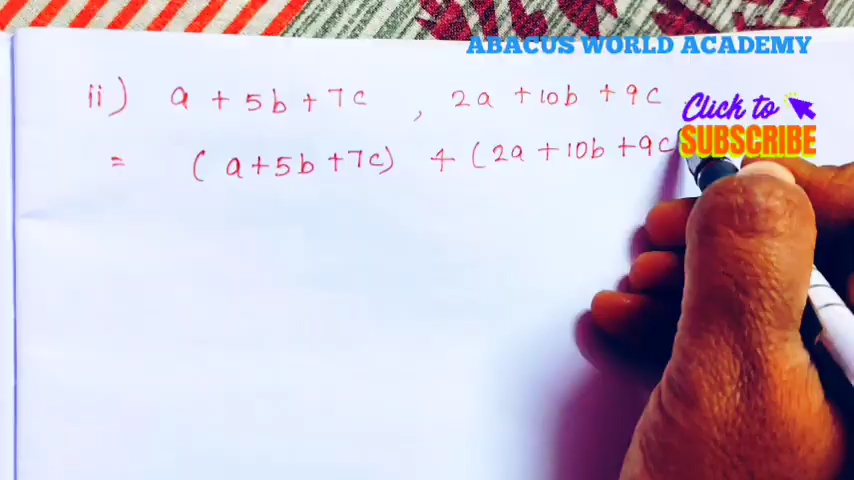 ABACUS WORLD ACADEMY
ii) a + 5b + 7c , 2a + 10b + 9c
Click to
SUBSCRIBE
= (a+5b+7c) + (2a+10b+9c